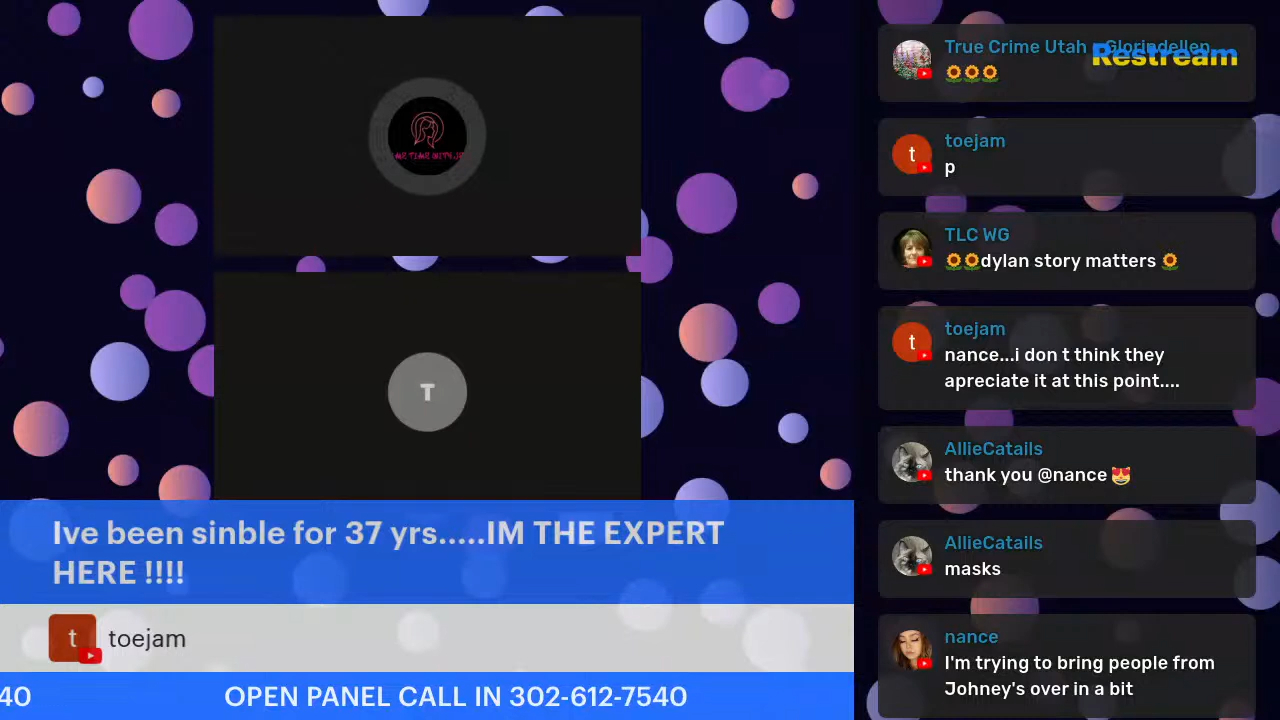 True Crime Utah - Glorindellen
Restream
🌻🌻🌻
t
toejam
p
TLC WG
🌻🌻dylan story matters 🌻
t
toejam
nance...i don t think they
apreciate it at this point....
AllieCatails
thank you @nance 😻
AllieCatails
masks
nance
I'm trying to bring people from
Johney's over in a bit
T
Ive been sinble for 37 yrs.....IM THE EXPERT
HERE !!!!
t
toejam
40
OPEN PANEL CALL IN 302-612-7540